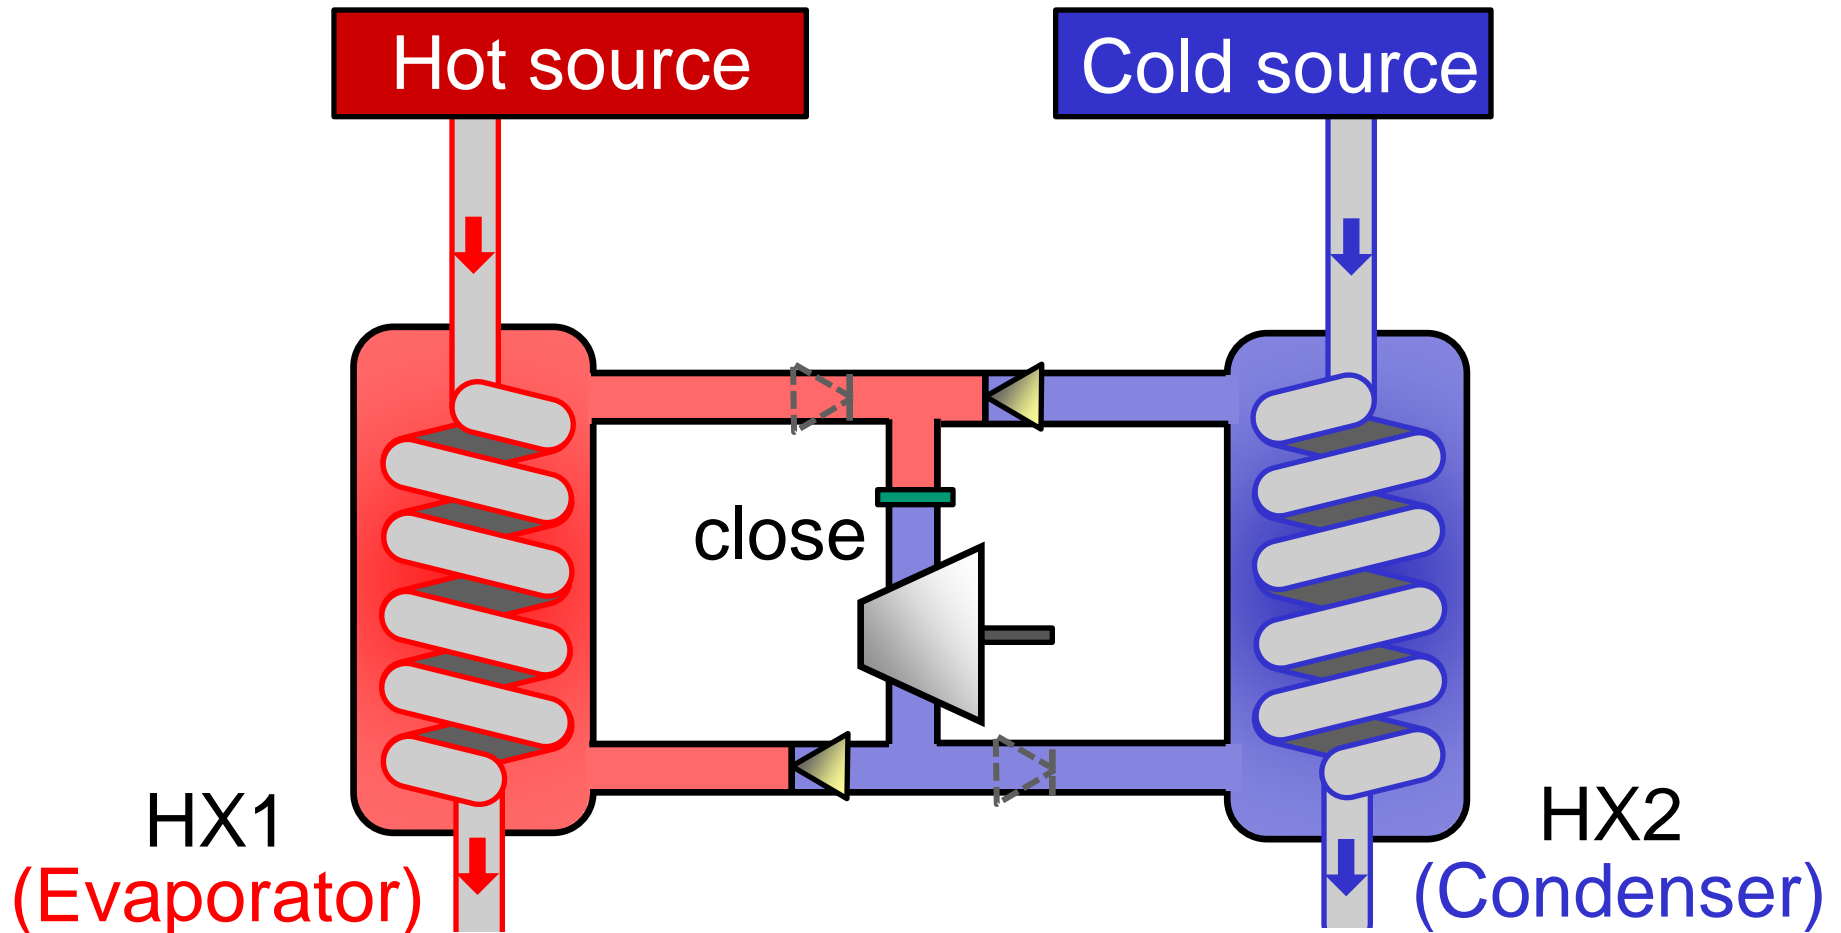 Hot source
Cold source
close
HX1
(Evaporator)
HX2
(Condenser)